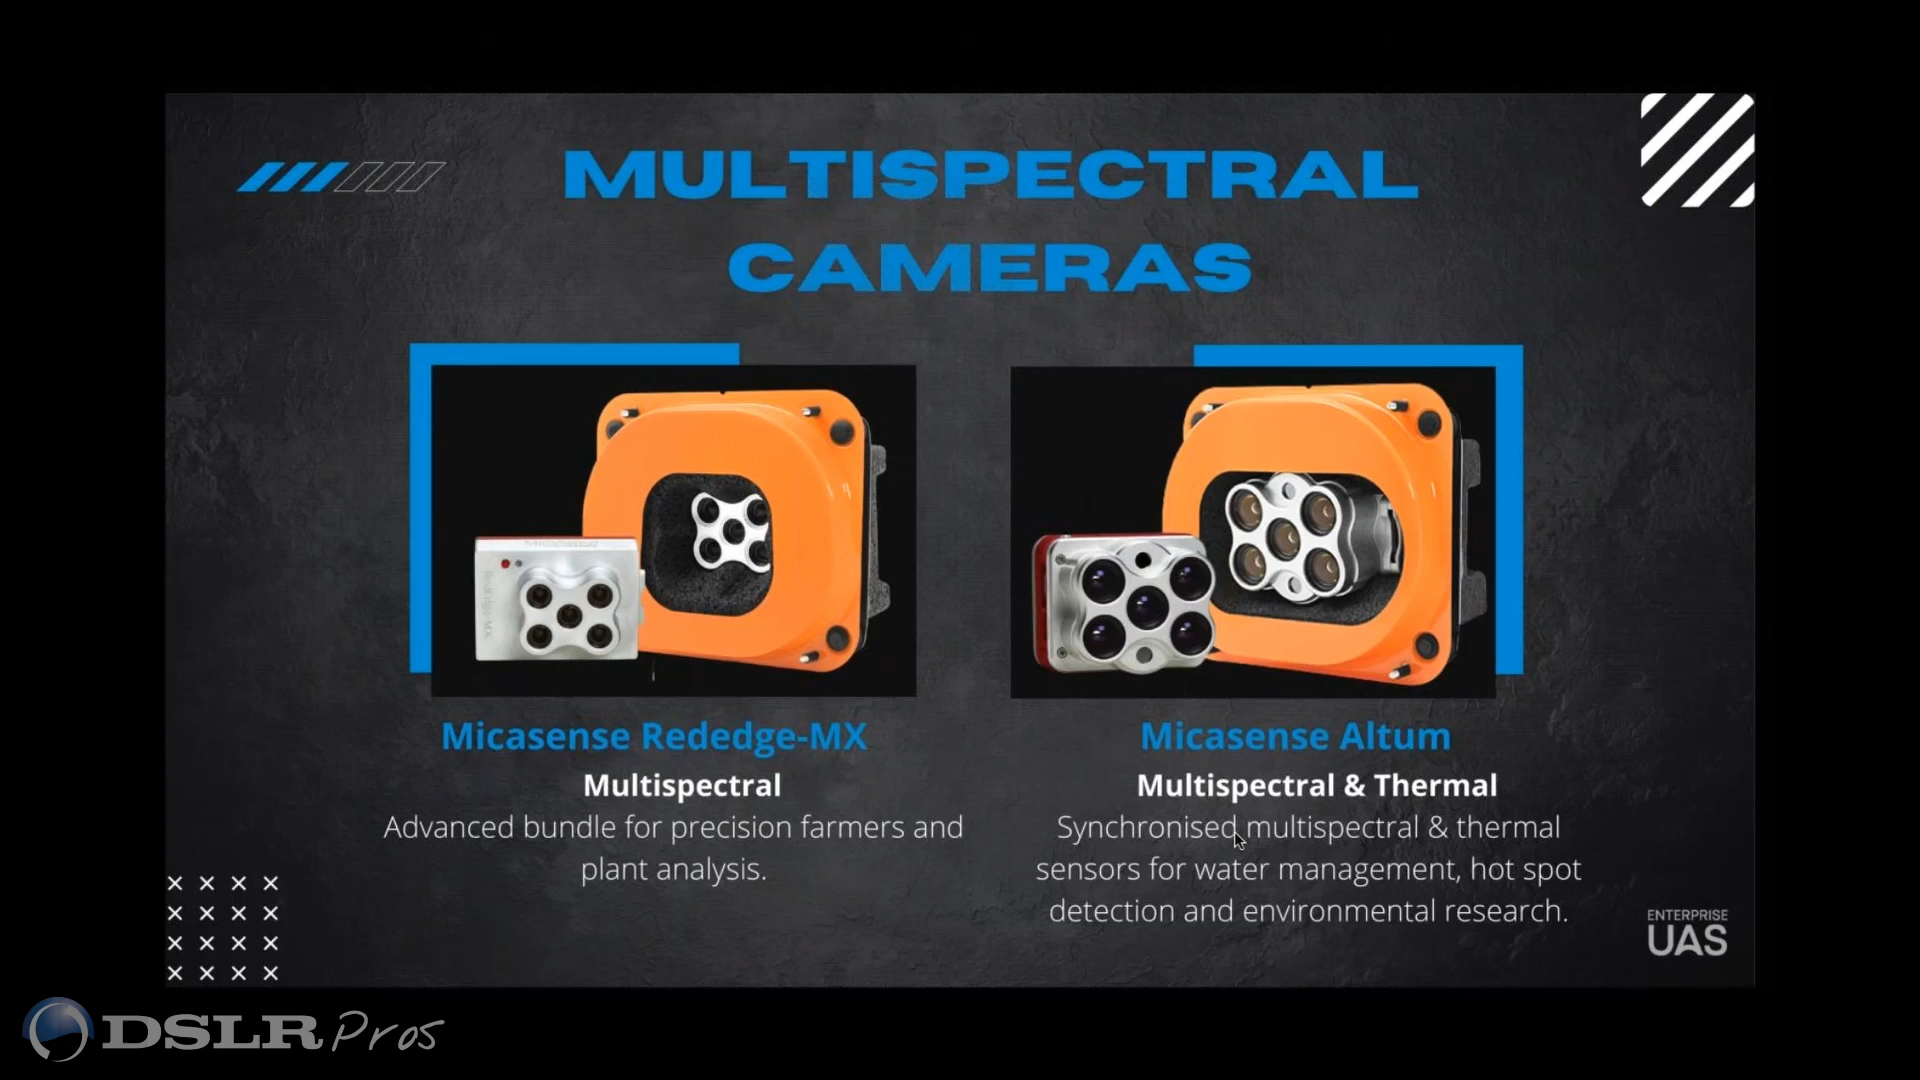 MULTISPECTRAL
CAMERAS
Micasense Rededge-MX
Multispectral
Advanced bundle for precision farmers and
plant analysis.
Micasense Altum
Multispectral & Thermal
Synchronised multispectral & thermal
sensors for water management, hot spot
detection and environmental research.
ENTERPRISE
UAS
DSLR Pros